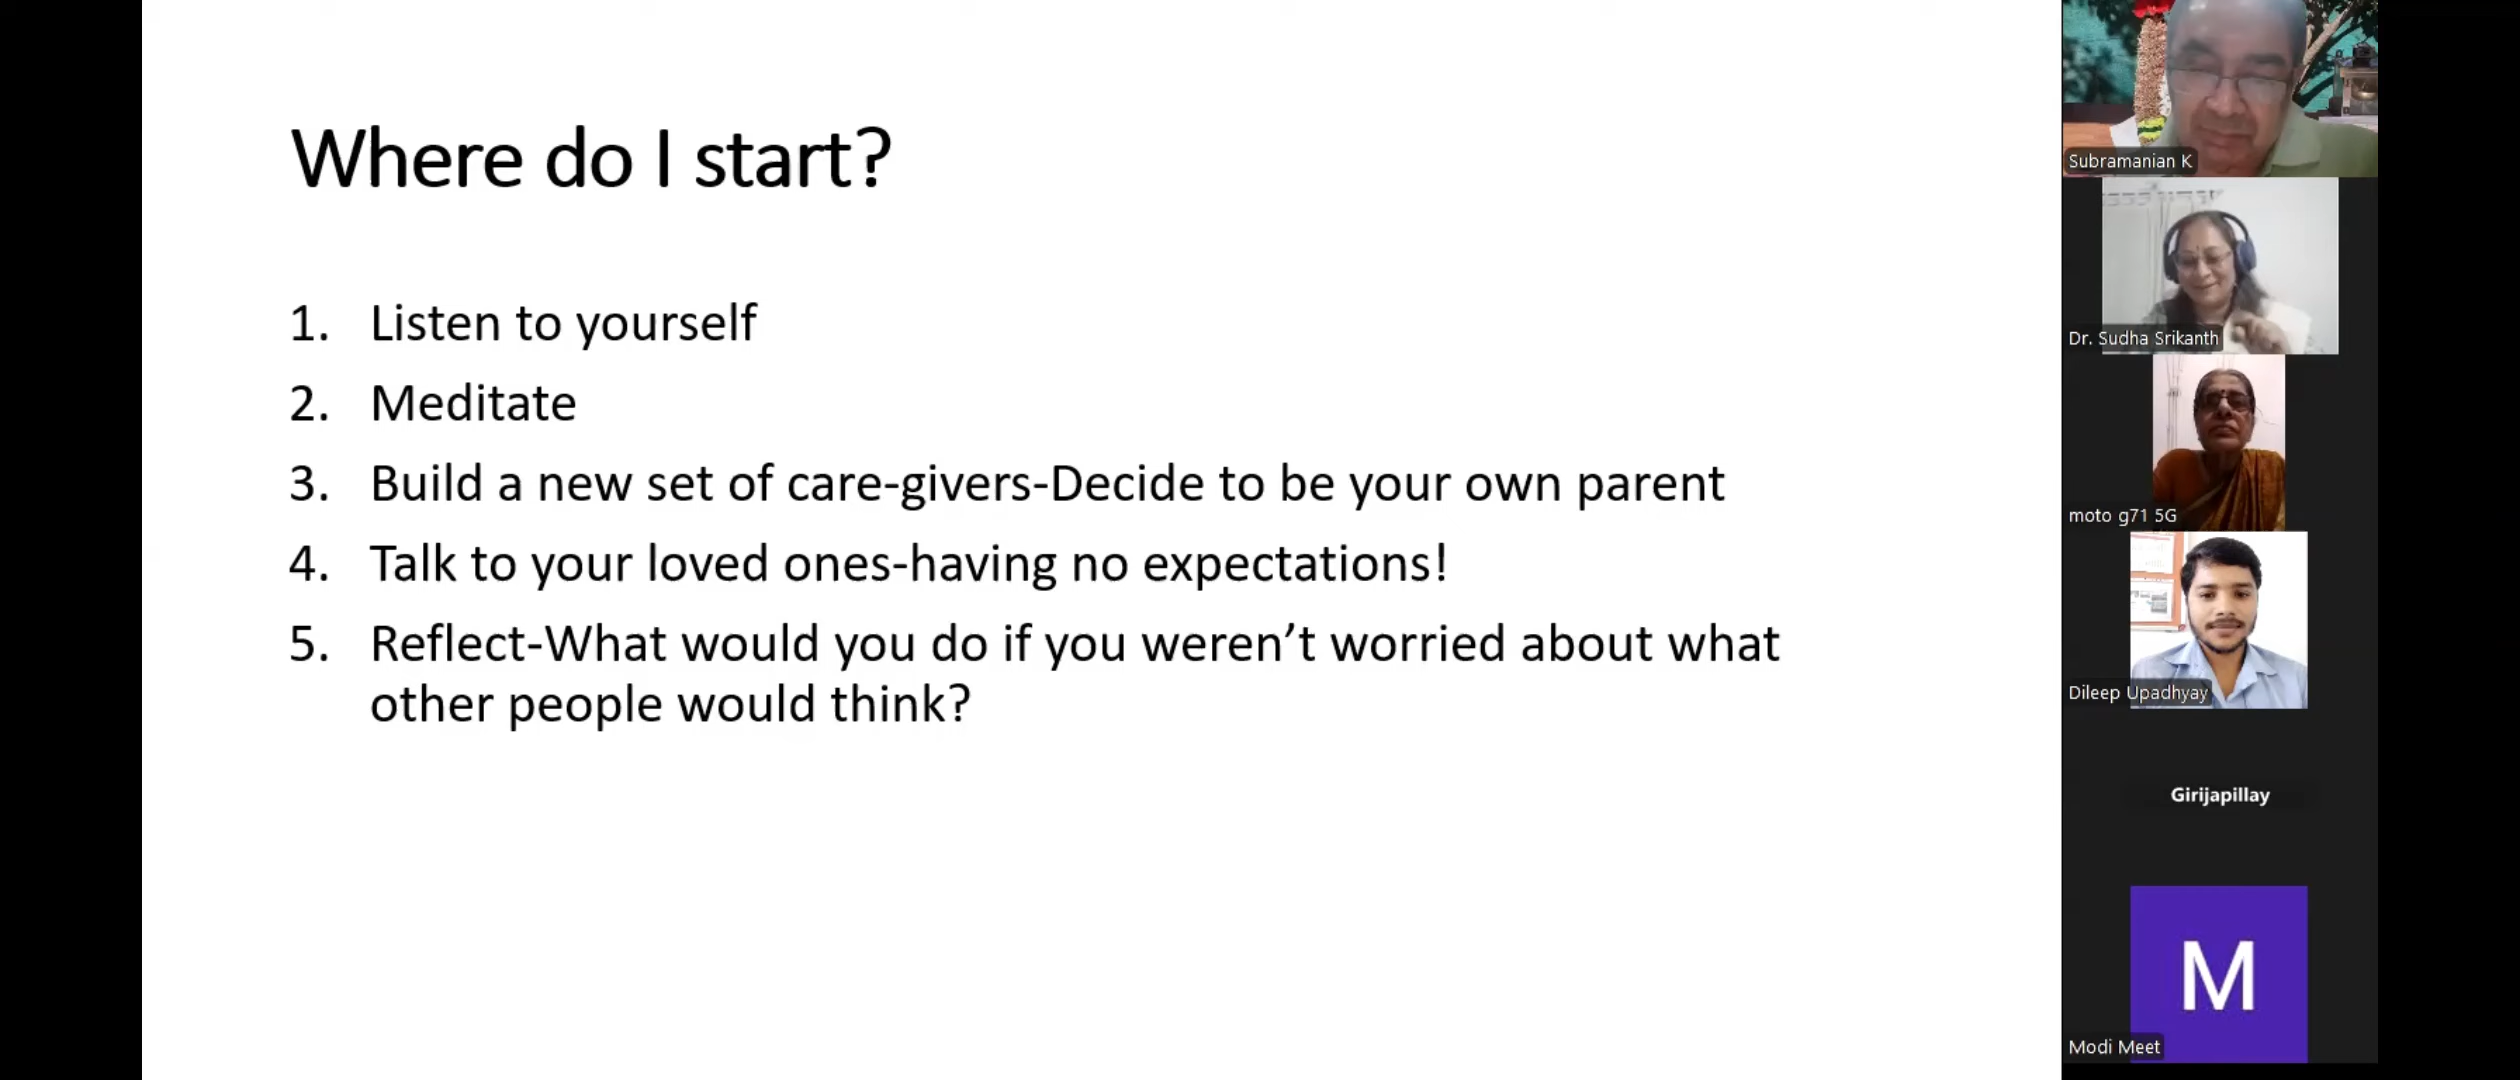 Where do I start?
1. Listen to yourself
2. Meditate
3. Build a new set of care-givers-Decide to be your own parent
4. Talk to your loved ones-having no expectations!
5. Reflect-What would you do if you weren’t worried about what
other people would think?
Subramanian K
Dr. Sudha Srikanth
moto g71 5G
Dileep Upadhyay
Girijapillay
M
Modi Meet